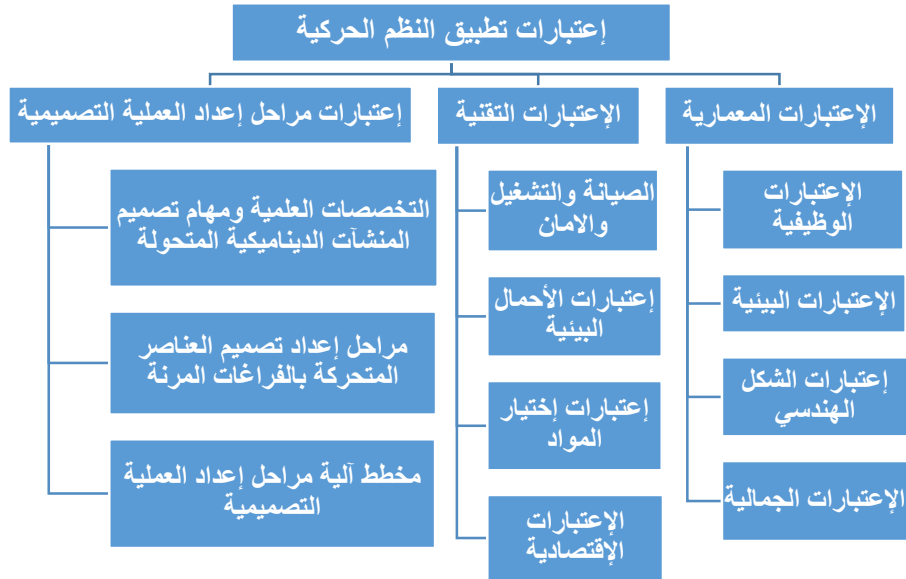 إعتبارات تطبيق النظم الحركية
الإعتبارات المعمارية
الإعتبارات
الوظيفية
الإعتبارات البيئية
إعتبارات الشكل
الهندسي
الإعتبارات الجمالية
الإعتبارات التقنية
الصيانة والتشغيل
والامان
إعتبارات الأحمال
البيئية
إعتبارات إختيار
المواد
الإعتبارات
الإقتصادية
إعتبارات مراحل إعداد العملية التصميمية
التخصصات العلمية ومهام تصميم
المنشآت الديناميكية المتحولة
مراحل إعداد تصميم العناصر
المتحركة بالفراغات المرنة
مخطط آلية مراحل إعداد العملية
التصميمية